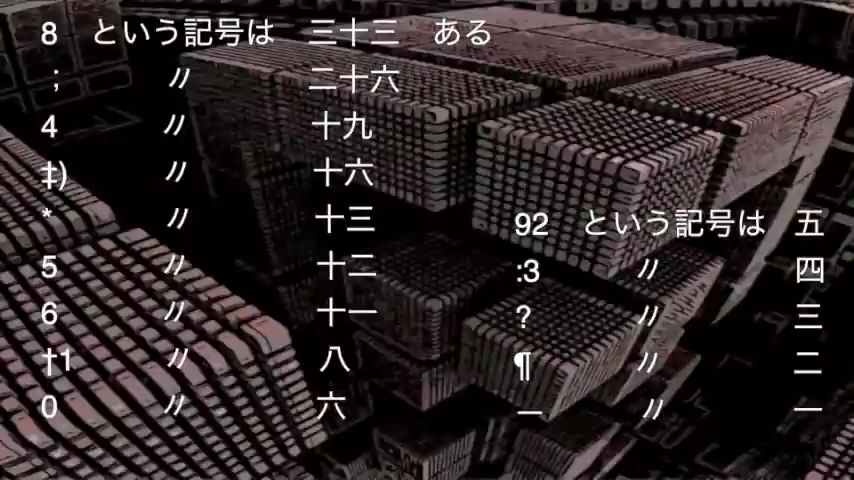 8 という記号は 三十三 ある
; 〃 二十六
4 〃 十九
‡) 〃 十六
* 〃 十三
5 〃 十二
6 〃 十一
†1 〃 八
0 〃 六
92 という記号は 五
:3 〃 四
? 〃 三
¶ 〃 二
— 〃 一